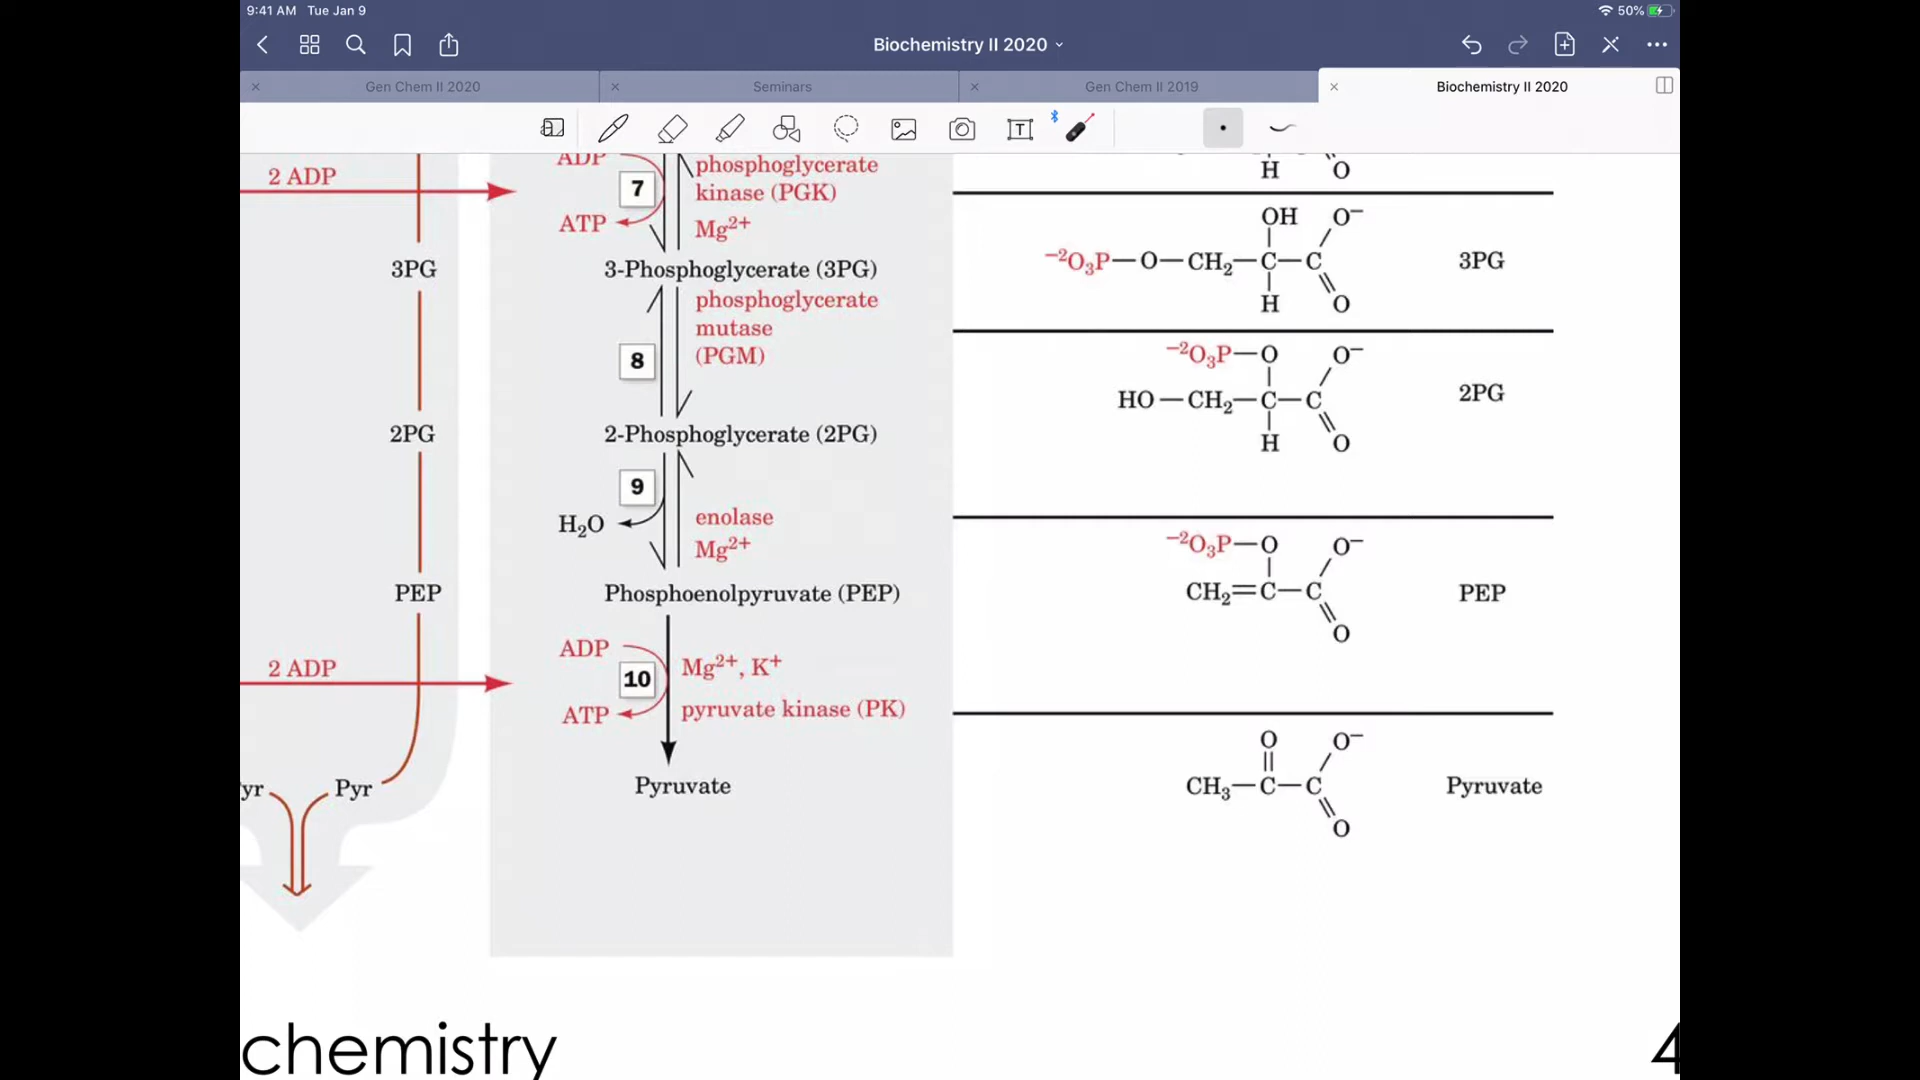 9:41 AM Tue Jan 9
50%
Biochemistry II 2020
Gen Chem II 2020
Seminars
Gen Chem II 2019
Biochemistry II 2020
T
2 ADP
3PG
2PG
PEP
2 ADP
yr
Pyr
ADP
7
ATP
phosphoglycerate
kinase (PGK)
Mg²⁺
3-Phosphoglycerate (3PG)
8
phosphoglycerate
mutase
(PGM)
2-Phosphoglycerate (2PG)
9
H₂O
enolase
Mg²⁺
Phosphoenolpyruvate (PEP)
ADP
10
ATP
Mg²⁺, K⁺
pyruvate kinase (PK)
Pyruvate
H O
OH O⁻
⁻²O₃P—O—CH₂—C—C
H O
3PG
⁻²O₃P—O O⁻
HO—CH₂—C—C
H O
2PG
⁻²O₃P—O O⁻
CH₂=C—C
O
PEP
O O⁻
CH₃—C—C
O
Pyruvate
chemistry
4